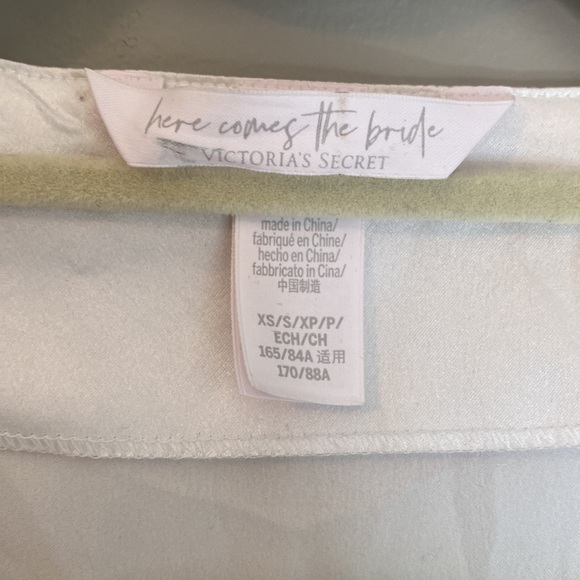 here comes the bride
VICTORIA'S SECRET
made in China/
fabriqué en Chine/
hecho en China/
fabbricato in Cina/
中国制造
XS/S/XP/P/
ECH/CH
165/84A 适用
170/88A